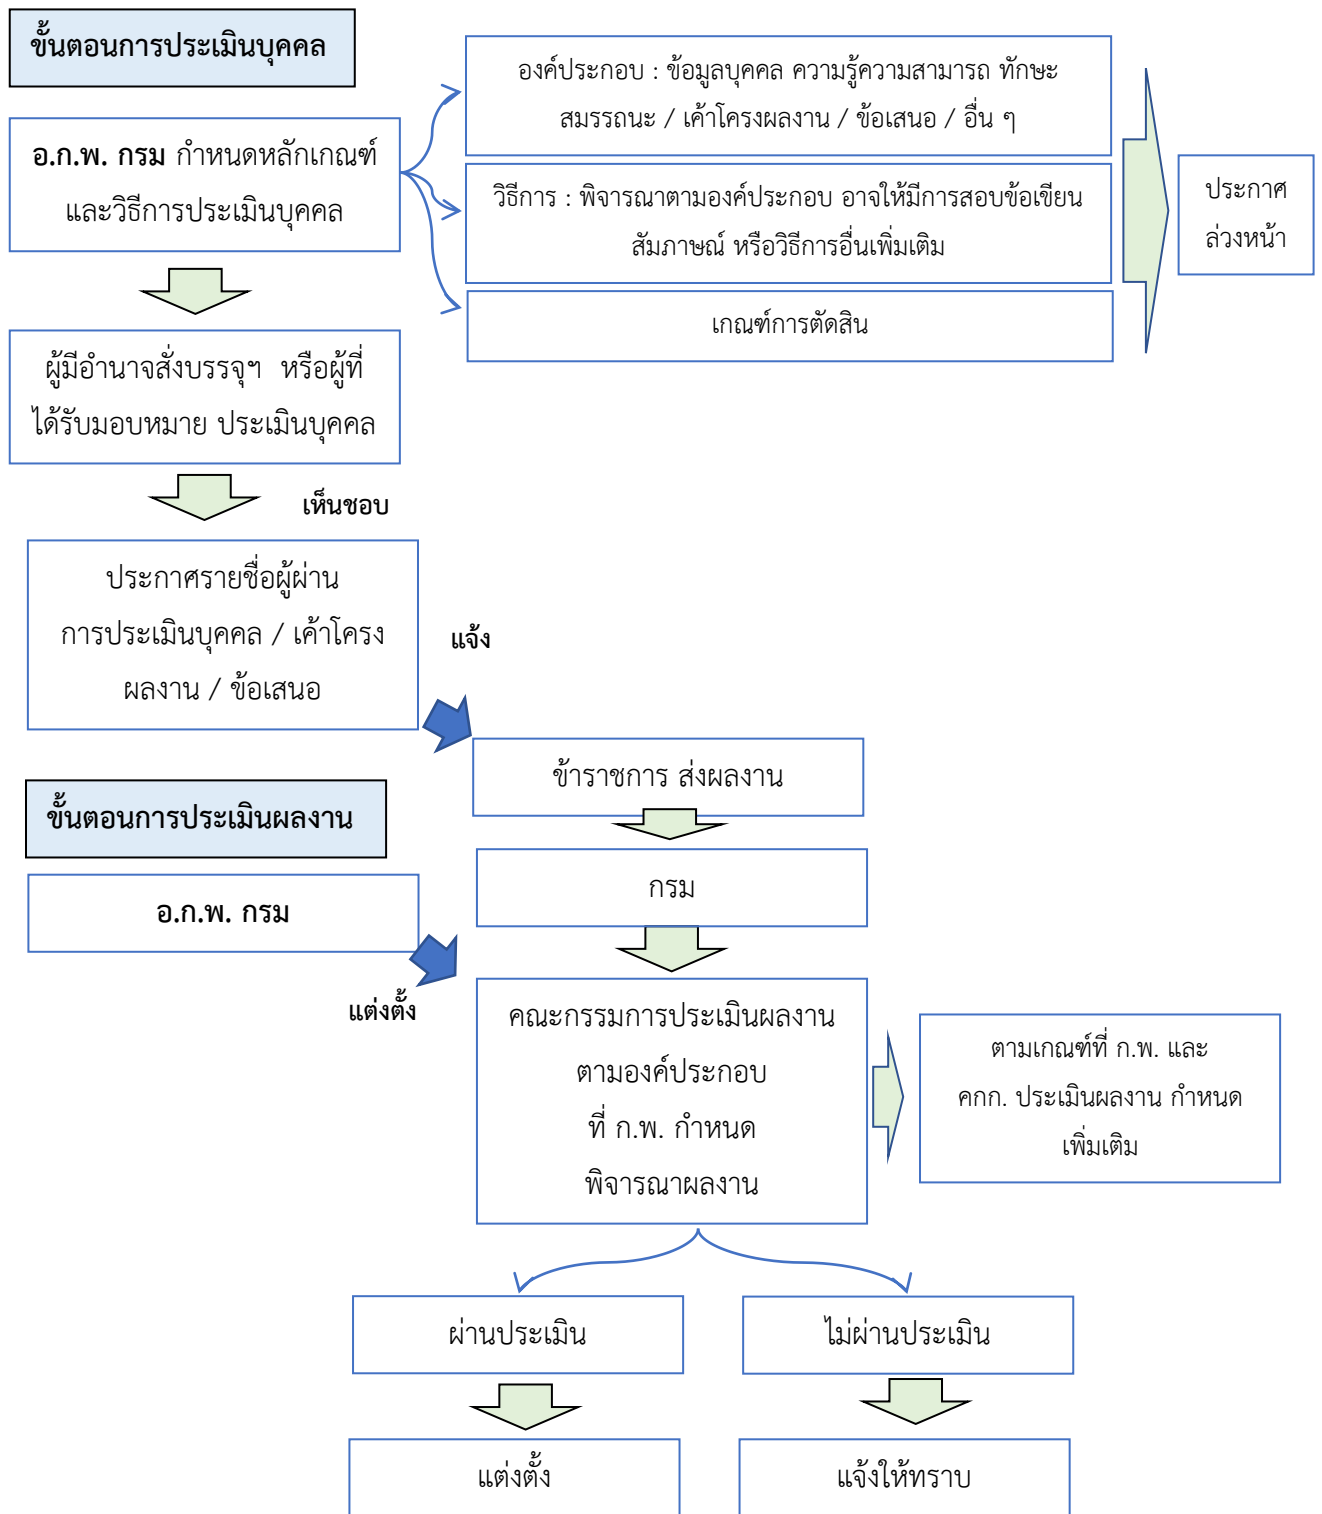 ขั้นตอนการประเมินบุคคล
อ.ก.พ. กรม กำหนดหลักเกณฑ์
และวิธีการประเมินบุคคล
องค์ประกอบ : ข้อมูลบุคคล ความรู้ความสามารถ ทักษะ
สมรรถนะ / เค้าโครงผลงาน / ข้อเสนอ / อื่น ๆ
วิธีการ : พิจารณาตามองค์ประกอบ อาจให้มีการสอบข้อเขียน
สัมภาษณ์ หรือวิธีการอื่นเพิ่มเติม
เกณฑ์การตัดสิน
ประกาศ
ล่วงหน้า
ผู้มีอำนาจสั่งบรรจุฯ หรือผู้ที่
ได้รับมอบหมาย ประเมินบุคคล
เห็นชอบ
ประกาศรายชื่อผู้ผ่าน
การประเมินบุคคล / เค้าโครง
ผลงาน / ข้อเสนอ
แจ้ง
ข้าราชการ ส่งผลงาน
ขั้นตอนการประเมินผลงาน
กรม
อ.ก.พ. กรม
แต่งตั้ง
คณะกรรมการประเมินผลงาน
ตามองค์ประกอบ
ที่ ก.พ. กำหนด
พิจารณาผลงาน
ตามเกณฑ์ที่ ก.พ. และ
คกก. ประเมินผลงาน กำหนด
เพิ่มเติม
ผ่านประเมิน
ไม่ผ่านประเมิน
แต่งตั้ง
แจ้งให้ทราบ